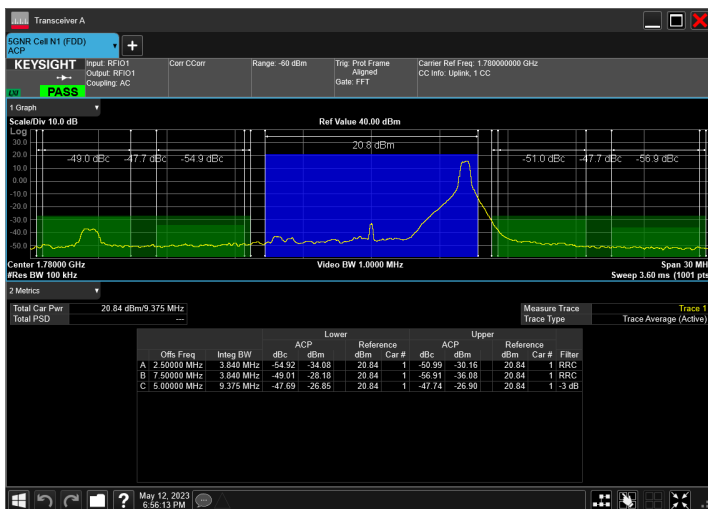 Transceiver A
5GNR Cell N1 (FDD)
ACP
KEYSIGHT
LXI
PASS
Input: RFIO1
Output: RFIO1
Coupling: AC
Corr CCorr
Range: -60 dBm
Trig: Prot Frame
Aligned
Gate: FFT
Carrier Ref Freq: 1.780000000 GHz
CC Info: Uplink, 1 CC
1 Graph
Scale/Div 10.0 dB
Ref Value 40.00 dBm
Log
30.0
20.0
10.0
0.00
-10.0
-20.0
-30.0
-40.0
-50.0
-49.0 dBc
-47.7 dBc
-54.9 dBc
20.8 dBm
-51.0 dBc
-47.7 dBc
-56.9 dBc
Center 1.78000 GHz
Video BW 1.0000 MHz
Span 30 MH
#Res BW 100 kHz
Sweep 3.60 ms (1001 pts
2 Metrics
Total Car Pwr 20.84 dBm/9.375 MHz
Total PSD ---
Measure Trace Trace 1
Trace Type Trace Average (Active)
Lower Upper
ACP Reference ACP Reference
Offs Freq Integ BW dBc dBm dBm Car # dBc dBm dBm Car # Filter
A 2.50000 MHz 3.840 MHz -54.92 -34.08 20.84 1 -50.99 -30.16 20.84 1 RRC
B 7.50000 MHz 3.840 MHz -49.01 -28.18 20.84 1 -56.91 -36.08 20.84 1 RRC
C 5.00000 MHz 9.375 MHz -47.69 -26.85 20.84 1 -47.74 -26.90 20.84 1 -3 dB
May 12, 2023
6:56:13 PM